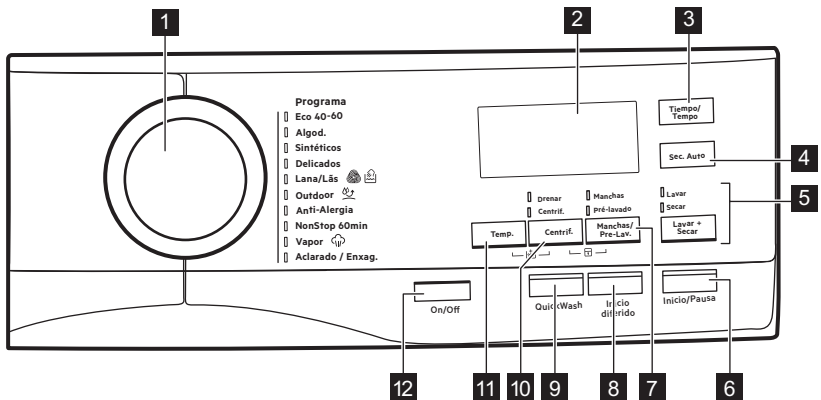 1
2
3
Programa
Eco 40-60
Algod.
Sintéticos
Delicados
Lana/Lãs
Outdoor
Anti-Alergia
NonStop 60min
Vapor
Aclarado / Enxag.
Tiempo/
Tempo
Sec. Auto
4
Drenar
Centrif.
Manchas
Pré-lavado
Lavar
Secar
5
Temp.
Centrif.
Manchas/
Pre-Lav.
Lavar +
Secar
On/Off
QuickWash
Inicio
diferido
Inicio/Pausa
12
11
10
9
8
7
6